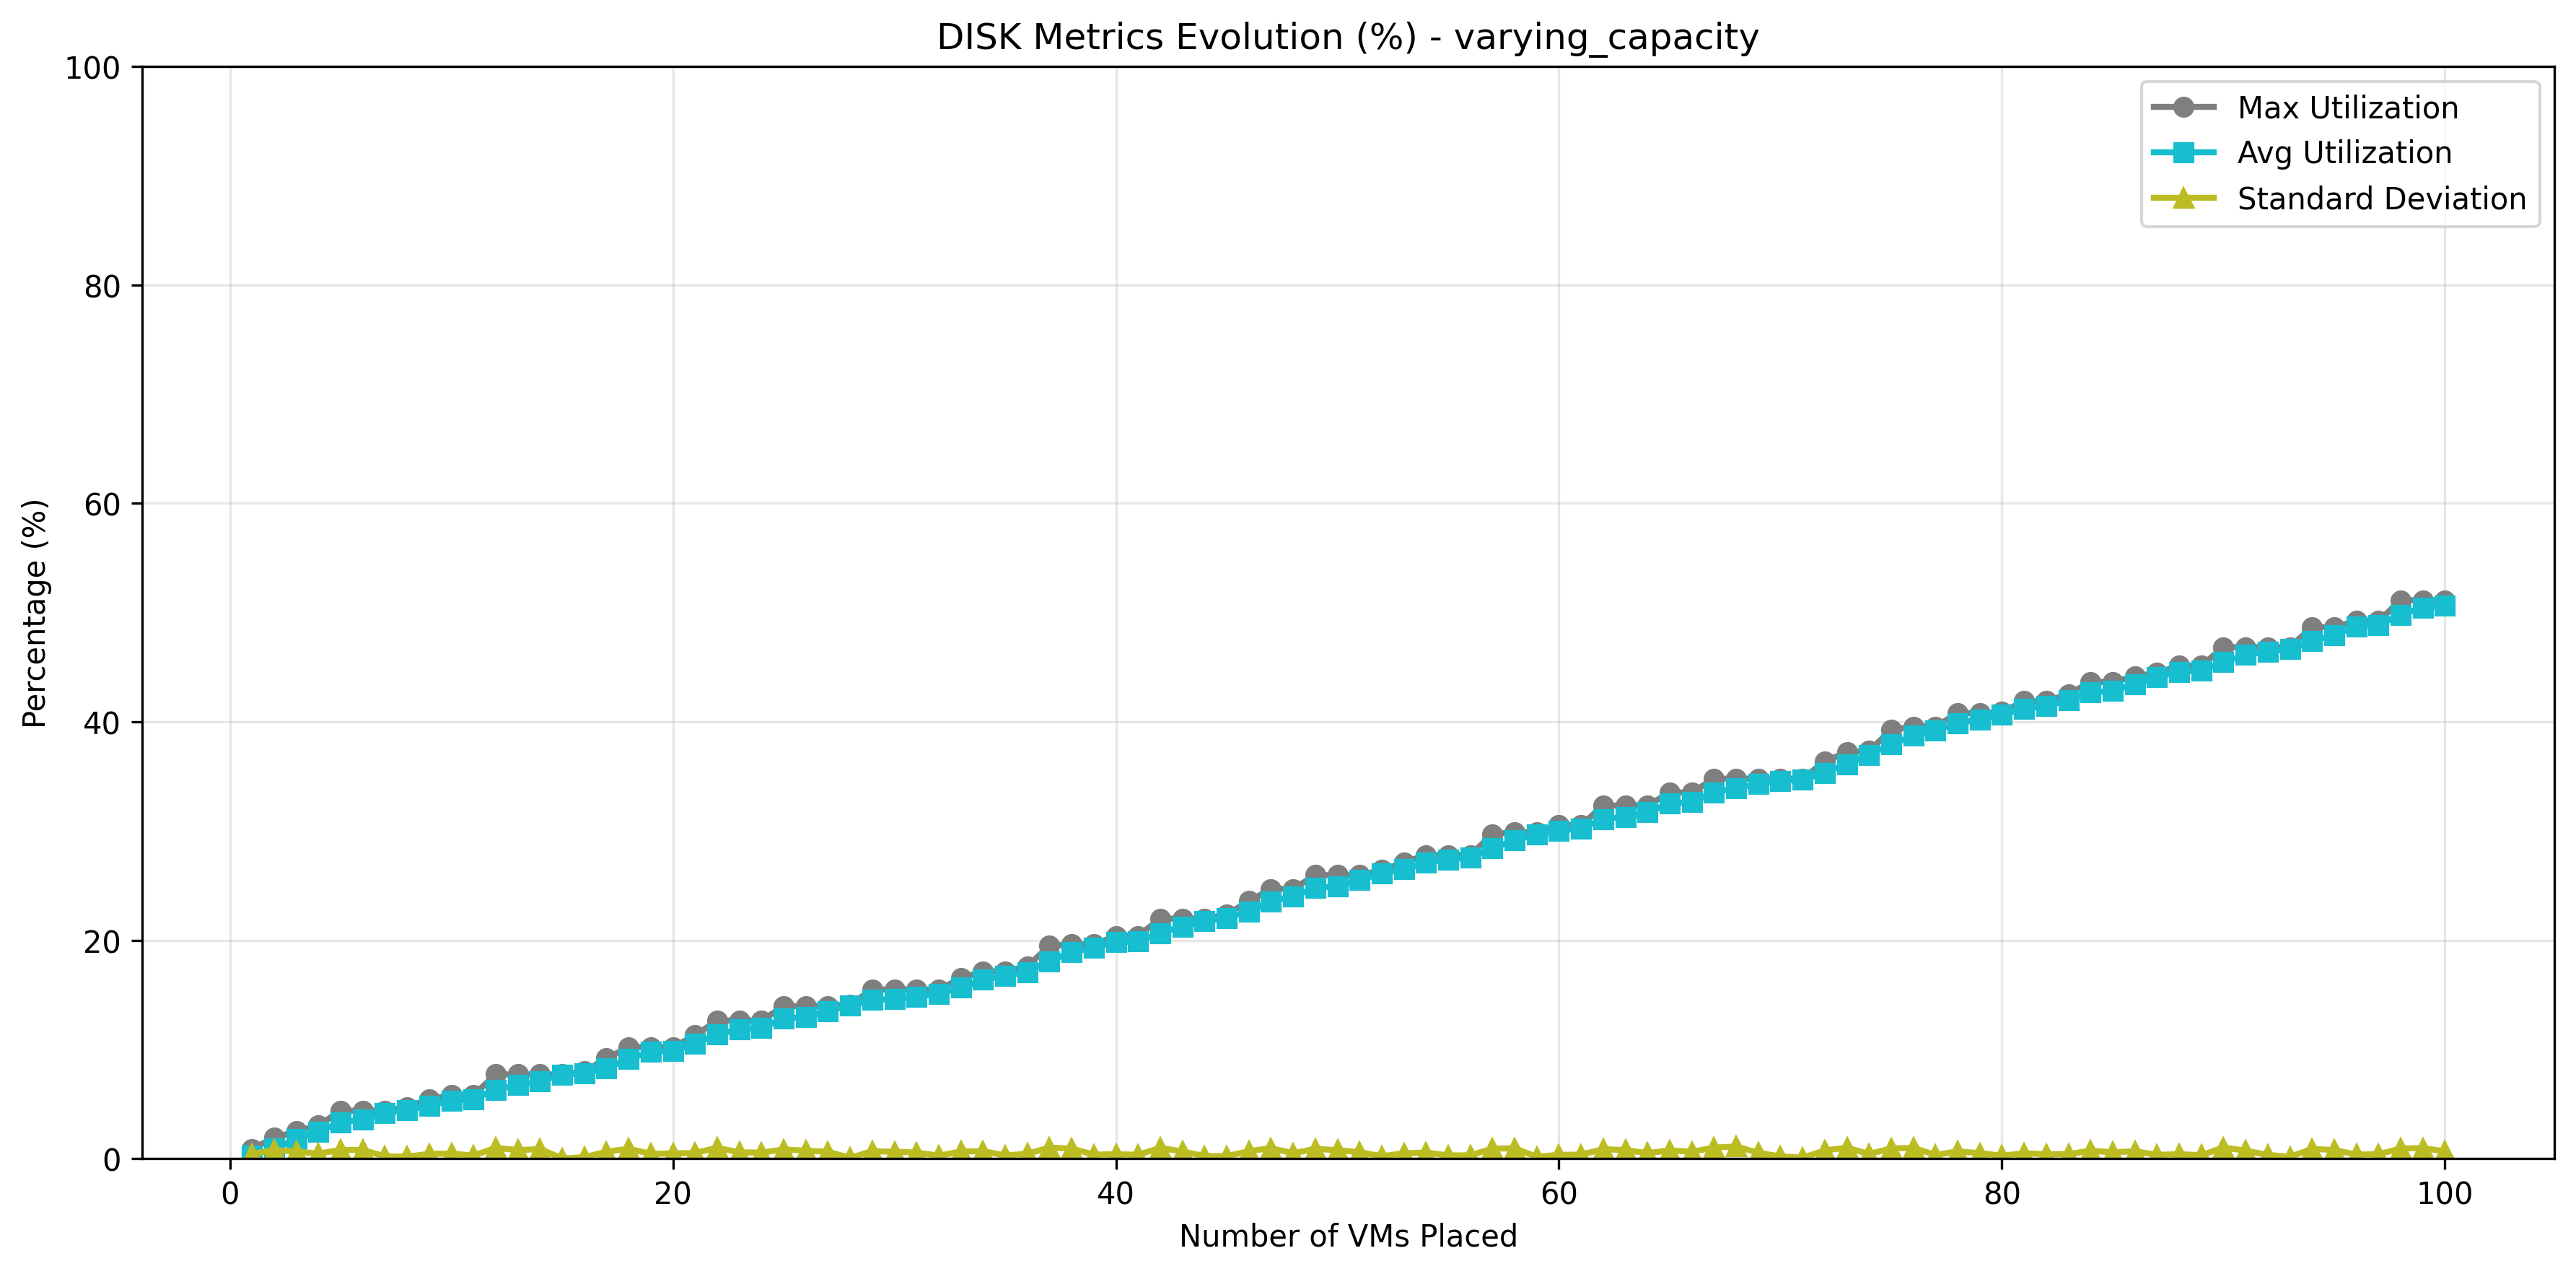 DISK Metrics Evolution (%) - varying_capacity
100
80
60
40
20
0
Percentage (%)
Max Utilization
Avg Utilization
Standard Deviation
0 20 40 60 80 100
Number of VMs Placed